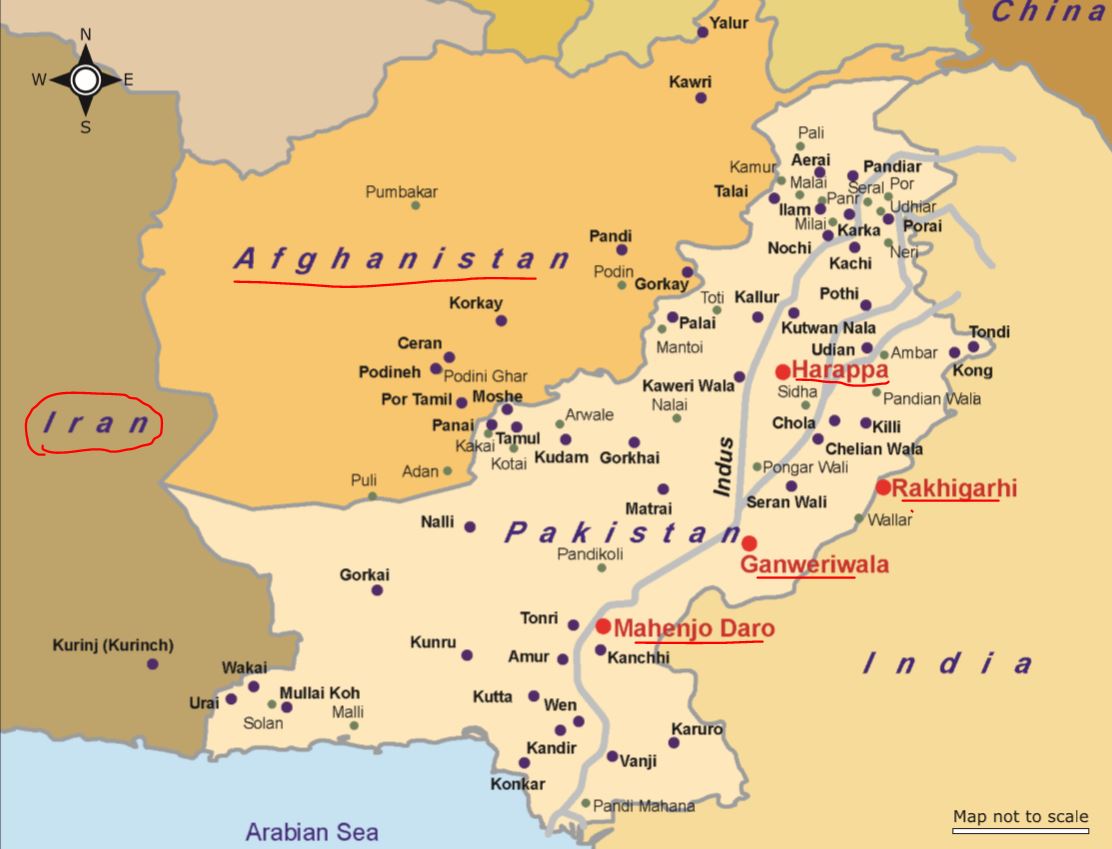 China
Yalur
N
W
E
S
Kawri
Pali
Aerai
Kamur
Pandiar
Talai
Malai
Seral
Por
Panr
Ilam
Udhiar
Milai
Karka
Porai
Nochi
Kachi
Neri
Pumbakar
Pandi
Afghanistan
Podin
Gorkay
Korkay
Toti
Kallur
Pothi
Palai
Kutwan Nala
Mantoi
Udian
Ambar
Tondi
Kong
Ceran
Podineh
Podini Ghar
Harappa
Kaweri Wala
Sidha
Pandian Wala
Por Tamil
Moshe
Nalai
Arwale
Iran
Panai
Tamul
Chola
Killi
Kakai
Kotai
Kudam
Gorkhai
Chelian Wala
Indus
Adan
Puli
Pongar Wali
Rakhigarhi
Matrai
Seran Wali
Wallar
Nalli
Pakistan
Pandikoli
Ganweriwala
Gorkai
Tonri
Mahenjo Daro
Kurinj (Kurinch)
Kunru
Amur
Kanchhi
India
Wakai
Urai
Mullai Koh
Solan
Malli
Kutta
Wen
Kandir
Karuro
Vanji
Konkar
Pandi Mahana
Arabian Sea
Map not to scale